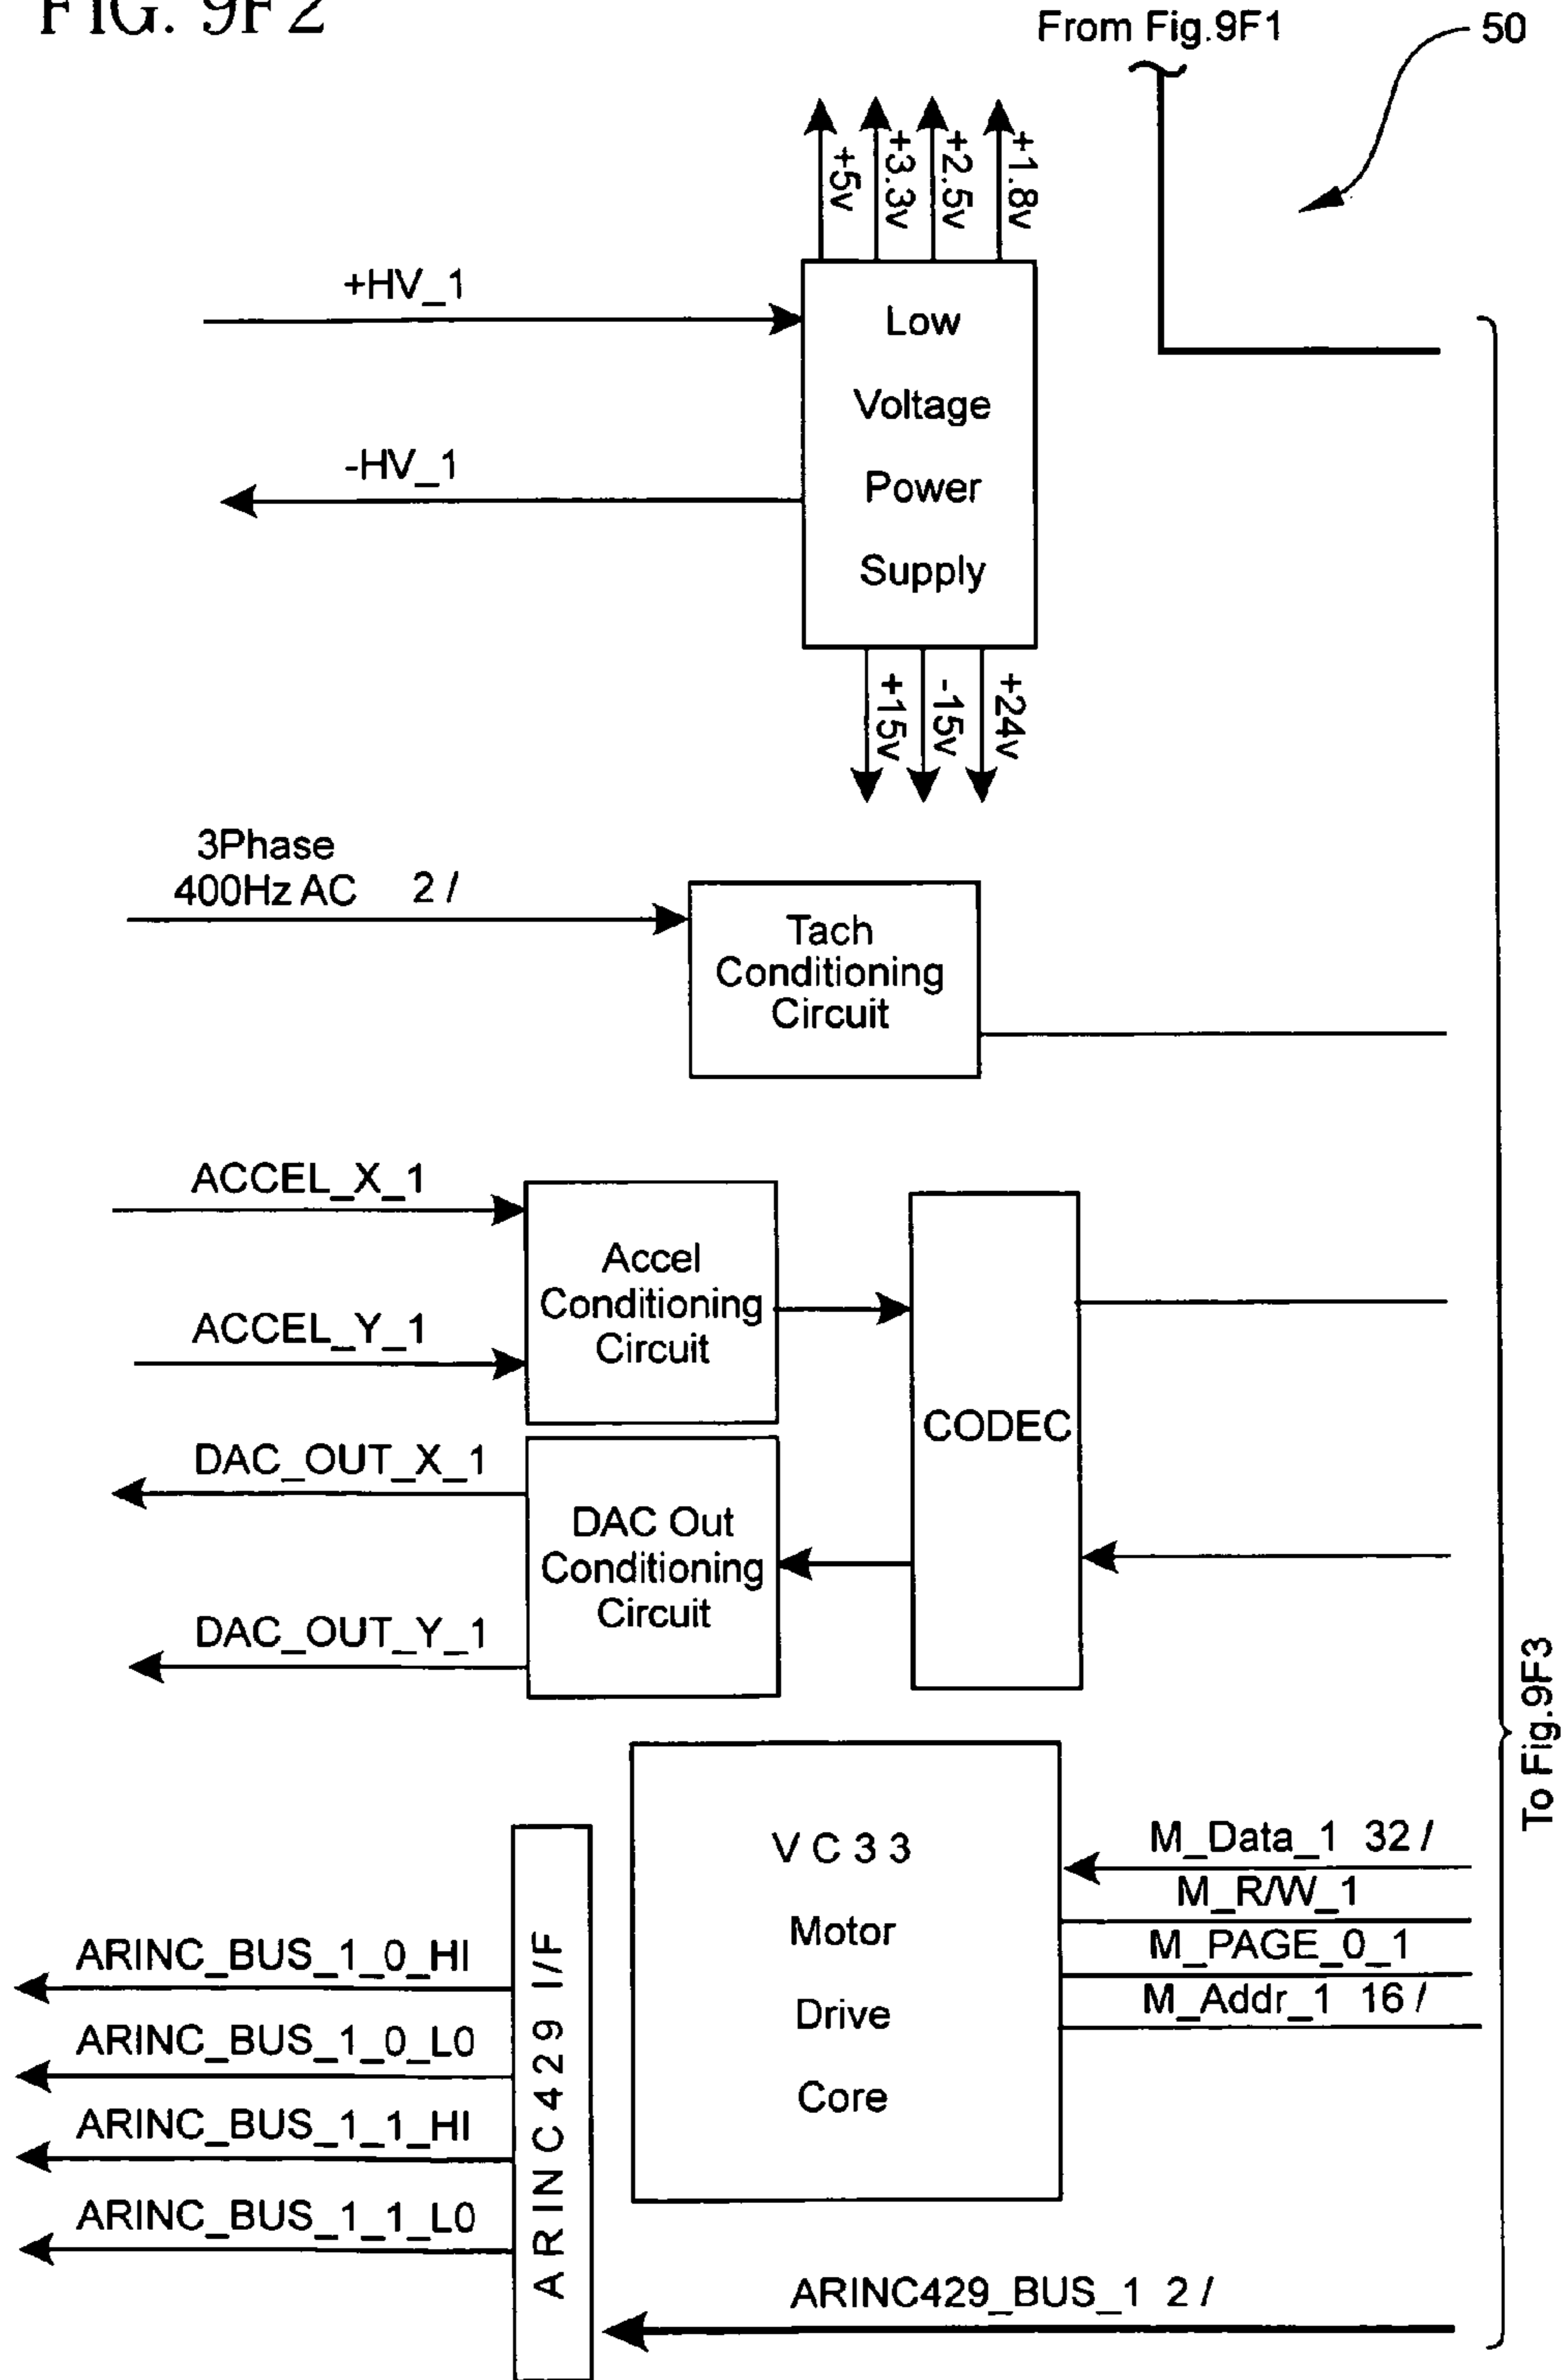 FIG. 9F2
From Fig.9F1
50
+5v
+3.3v
+2.5v
+1.8v
+HV_1
-HV_1
Low
Voltage
Power
Supply
+15v
-15v
+24v
3Phase
400Hz AC 2 /
Tach
Conditioning
Circuit
ACCEL_X_1
ACCEL_Y_1
Accel
Conditioning
Circuit
CODEC
DAC_OUT_X_1
DAC_OUT_Y_1
DAC Out
Conditioning
Circuit
To Fig.9F3
V C 3 3
Motor
Drive
Core
M_Data_1 32 /
M_R/W_1
M_PAGE_0_1
M_Addr_1 16 /
ARINC_BUS_1_0_HI
ARINC_BUS_1_0_L0
ARINC_BUS_1_1_HI
ARINC_BUS_1_1_L0
A R I N C 4 2 9 I/F
ARINC429_BUS_1 2 /